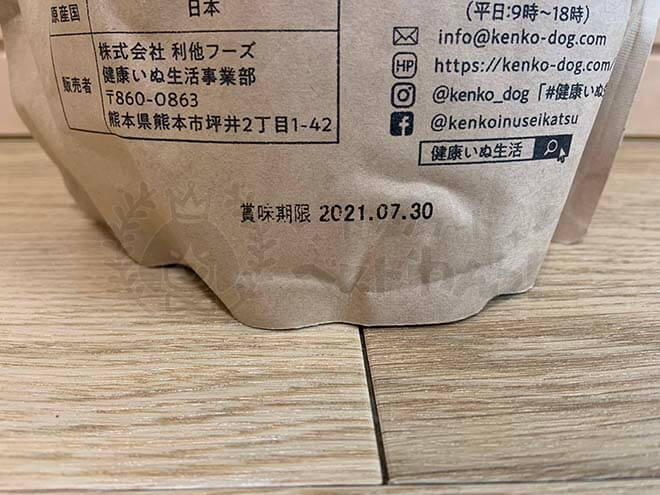 原産国 日本
販売者
株式会社 利他フーズ
健康いぬ生活事業部
〒860-0863
熊本県熊本市坪井2丁目1-42
(平日:9時〜18時)
info@kenko-dog.com
HP https://kenko-dog.com/
@kenko_dog「#健康いぬ
@kenkoinuseikatsu
健康いぬ生活
賞味期限 2021.07.30